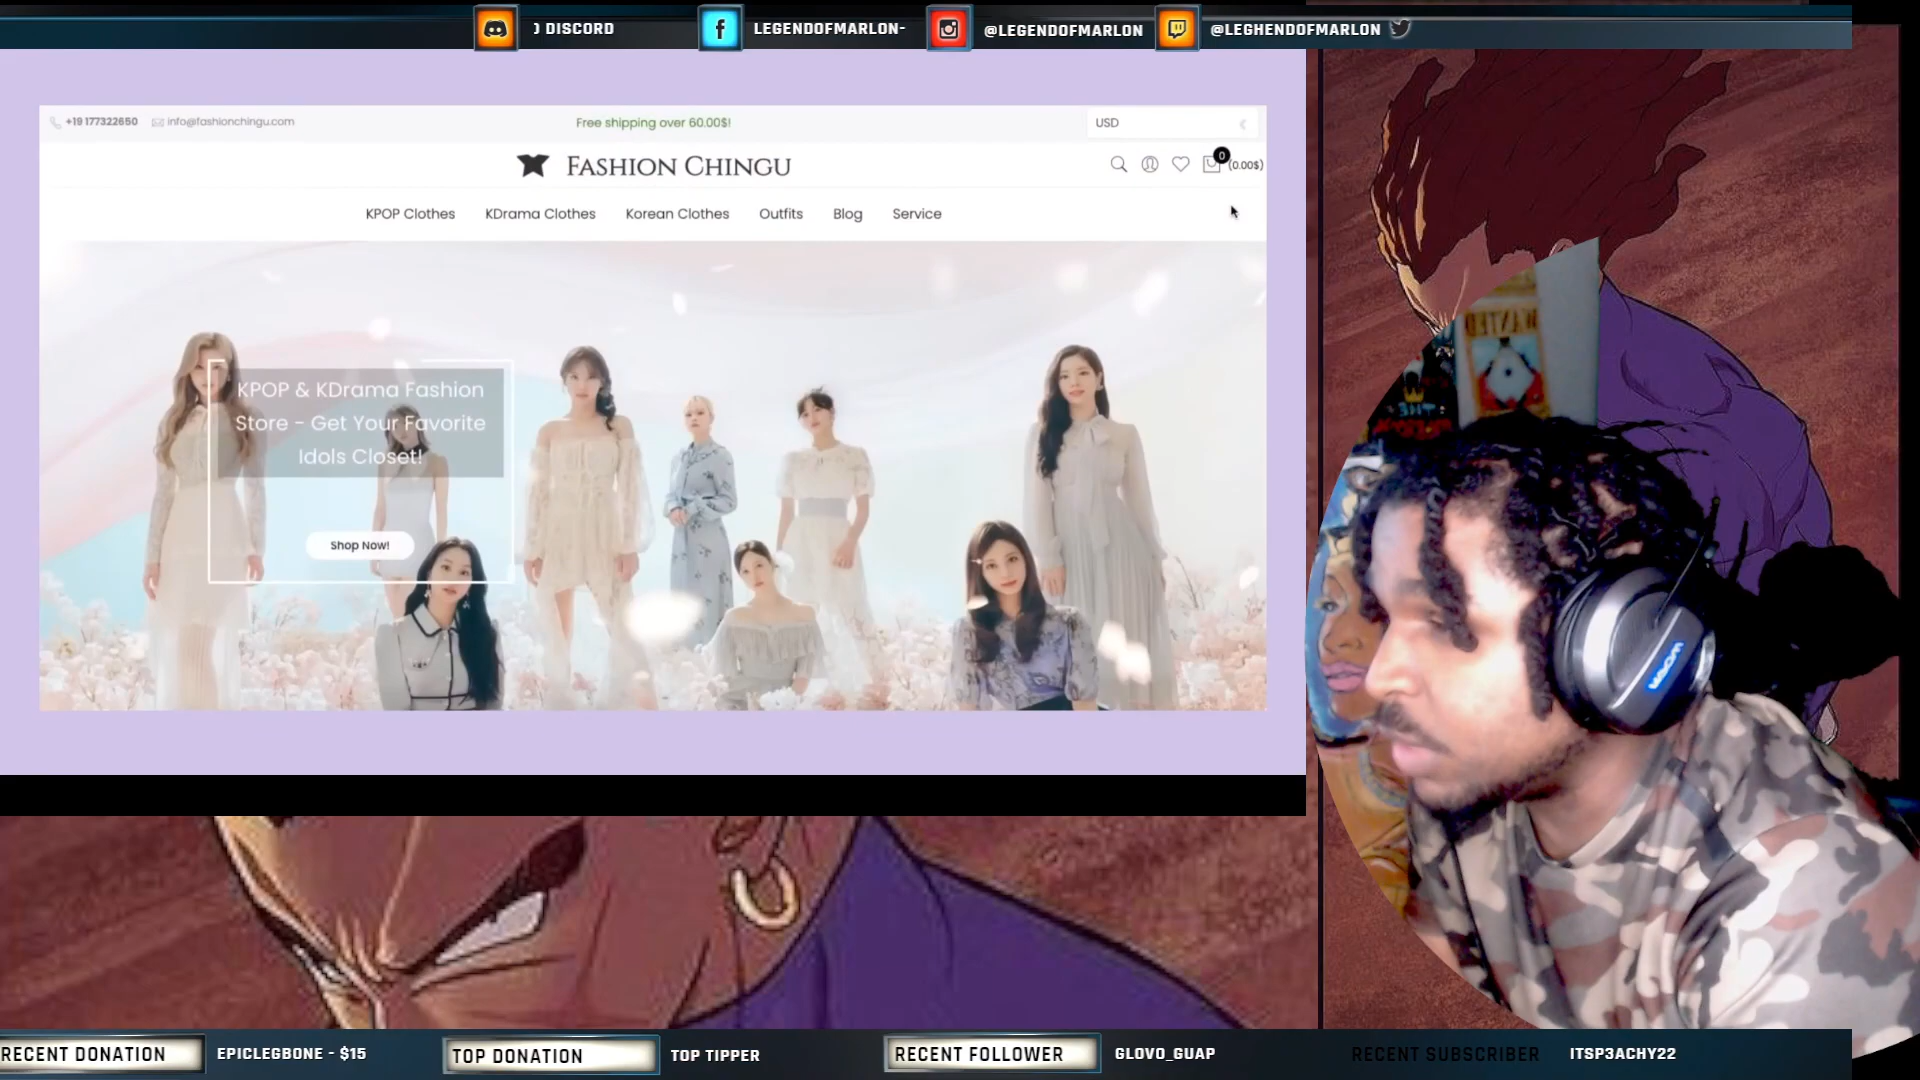 Ɔ DISCORD
LEGENDOFMARLON-
@LEGENDOFMARLON
@LEGHENDOFMARLON
+19 177322650
info@fashionchingu.com
Free shipping over 60.00$!
USD
FASHION CHINGU
0
(0.00$)
KPOP Clothes
KDrama Clothes
Korean Clothes
Outfits
Blog
Service
KPOP & KDrama Fashion
Store - Get Your Favorite
Idols Closet!
Shop Now!
WANTED
RECENT DONATION
EPICLEGBONE - $15
TOP DONATION
TOP TIPPER
RECENT FOLLOWER
GLOVO_GUAP
RECENT SUBSCRIBER
ITSP3ACHY22